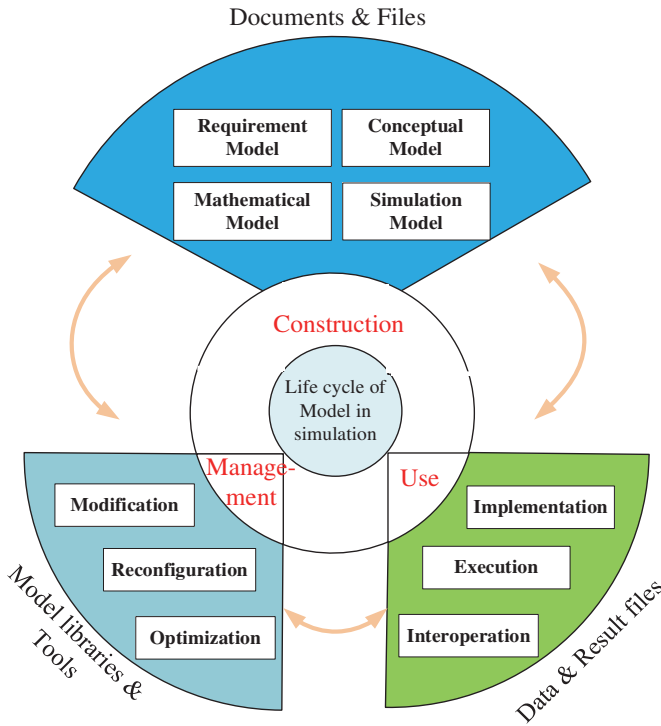 Documents & Files
Requirement
Model
Conceptual
Model
Mathematical
Model
Simulation
Model
Construction
Life cycle of
Model in
simulation
Manage-
ment
Use
Modification
Reconfiguration
Optimization
Model libraries &
Tools
Implementation
Execution
Interoperation
Data & Result files